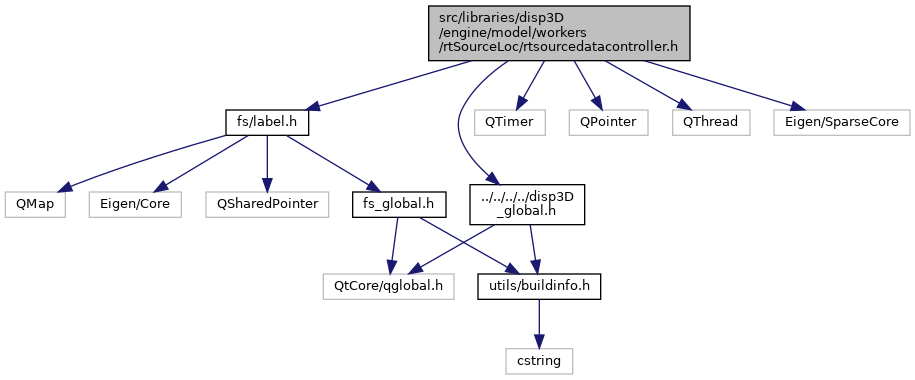 src/libraries/disp3D
/engine/model/workers
/rtSourceLoc/rtsourcedatacontroller.h
fs/label.h
QTimer
QPointer
QThread
Eigen/SparseCore
QMap
Eigen/Core
QSharedPointer
fs_global.h
../../../../disp3D
_global.h
QtCore/qglobal.h
utils/buildinfo.h
cstring